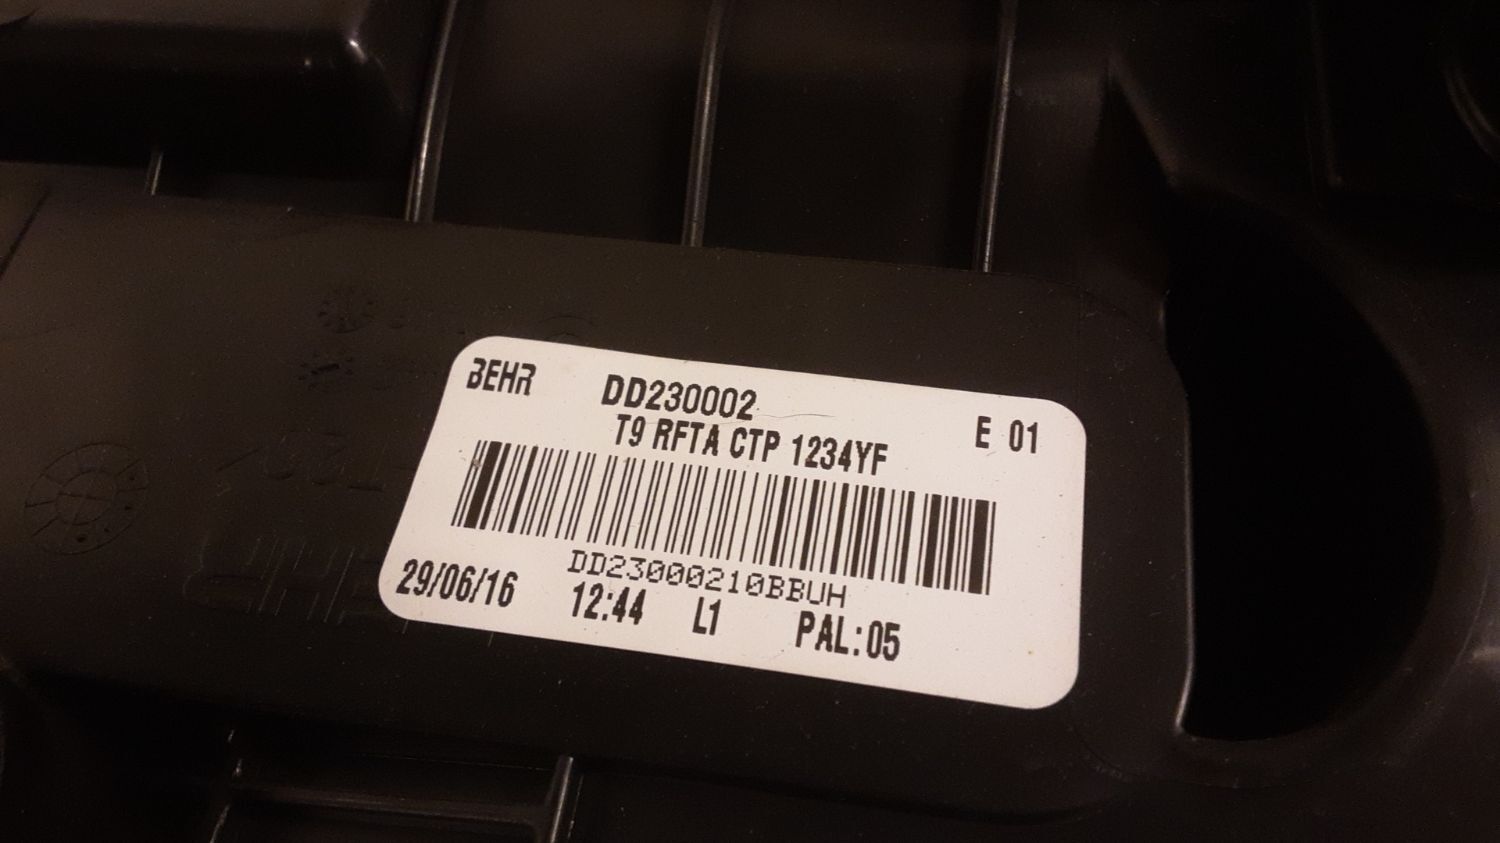 BEHR DD230002 E 01
T9 RFTA CTP 1234YF
DD23000210BBUH
29/06/16 12:44 L1 PAL:05